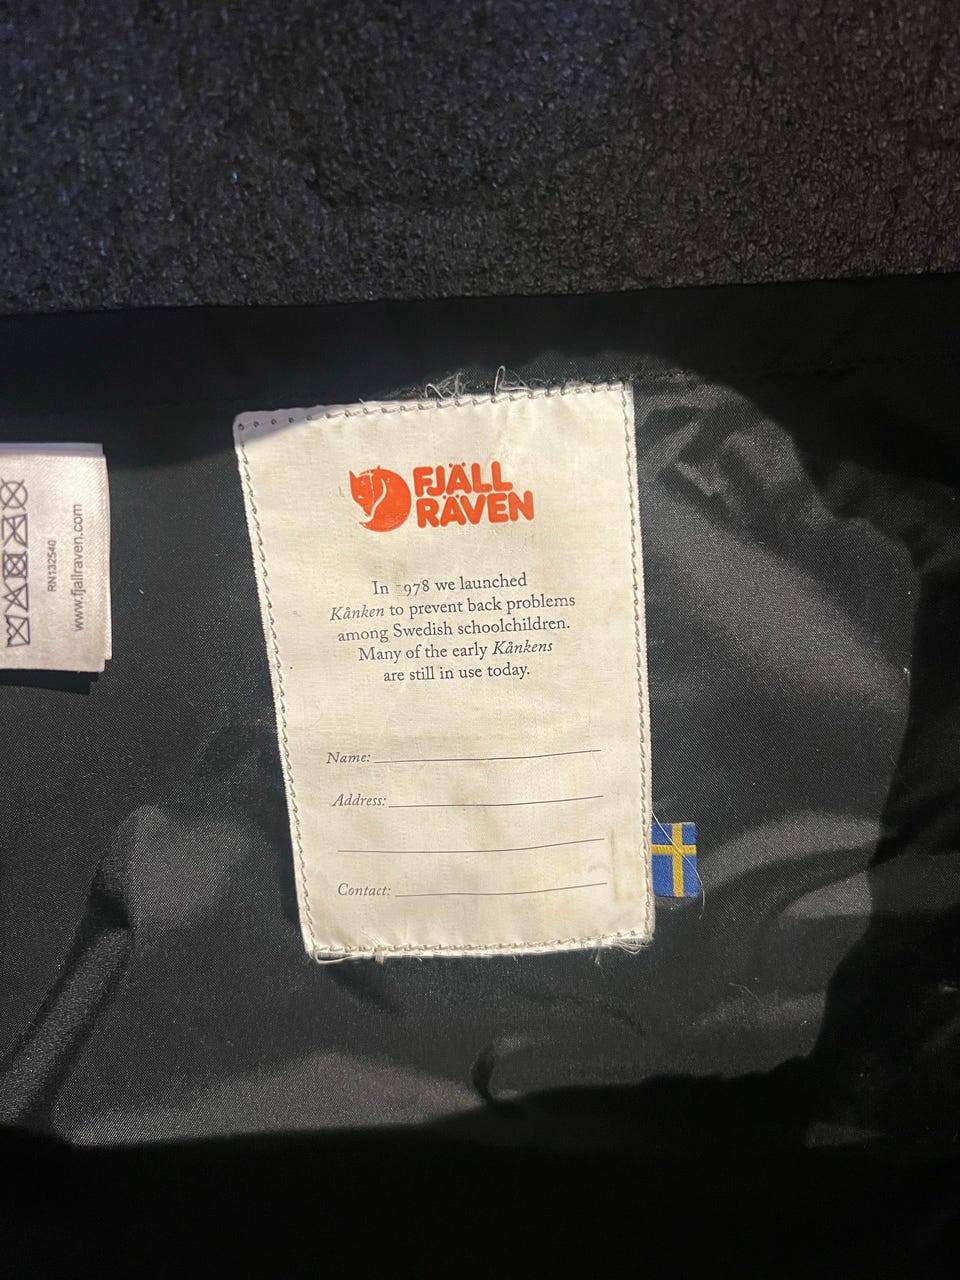 FJÄLL
RÄVEN
In 1978 we launched
Kånken to prevent back problems
among Swedish schoolchildren.
Many of the early Kånkens
are still in use today.
Name:
Address:
Contact:
RN132540
www.fjallraven.com